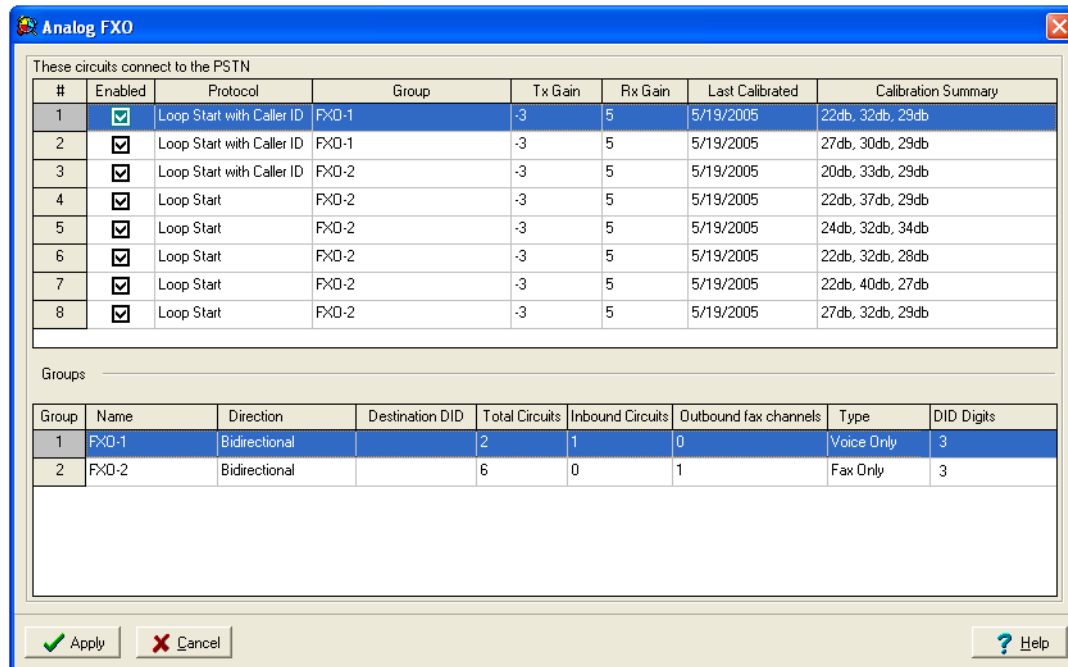 Analog FXO
These circuits connect to the PSTN
# Enabled Protocol Group Tx Gain Rx Gain Last Calibrated Calibration Summary
1 Loop Start with Caller ID FXO-1 -3 5 5/19/2005 22db, 32db, 29db
2 Loop Start with Caller ID FXO-1 -3 5 5/19/2005 27db, 30db, 29db
3 Loop Start with Caller ID FXO-2 -3 5 5/19/2005 20db, 33db, 29db
4 Loop Start FXO-2 -3 5 5/19/2005 22db, 37db, 29db
5 Loop Start FXO-2 -3 5 5/19/2005 24db, 32db, 34db
6 Loop Start FXO-2 -3 5 5/19/2005 22db, 32db, 28db
7 Loop Start FXO-2 -3 5 5/19/2005 22db, 40db, 27db
8 Loop Start FXO-2 -3 5 5/19/2005 27db, 32db, 29db
Groups
Group Name Direction Destination DID Total Circuits Inbound Circuits Outbound fax channels Type DID Digits
1 FXO-1 Bidirectional 2 1 0 Voice Only 3
2 FXO-2 Bidirectional 6 0 1 Fax Only 3
Apply Cancel Help